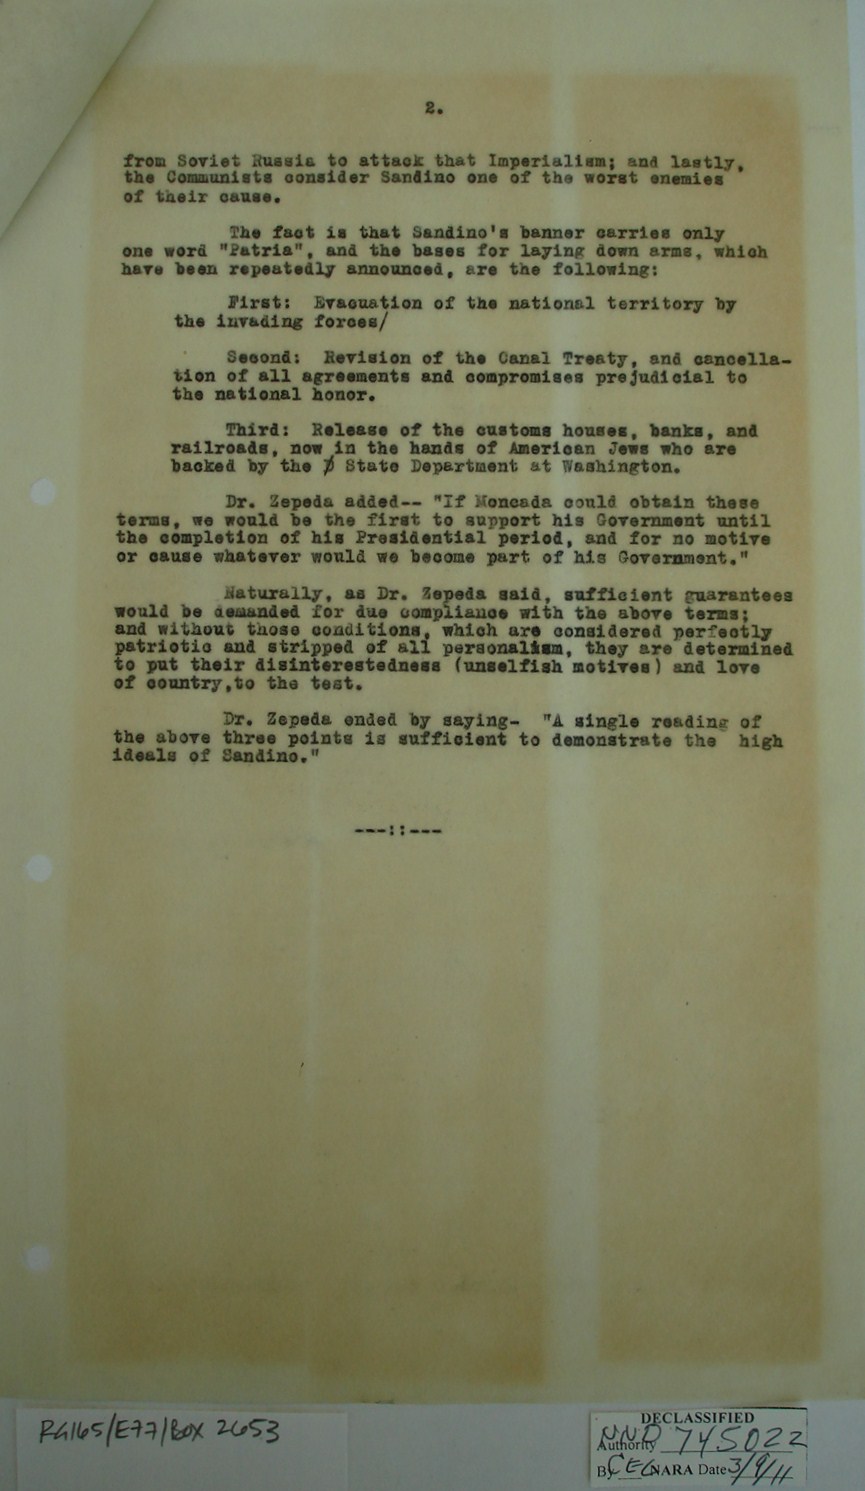 2.
from Soviet Russia to attack that Imperialism; and lastly,
the Communists consider Sandino one of the worst enemies
of their cause.
The fact is that Sandino's banner carries only
one word "Patria", and the bases for laying down arms, which
have been repeatedly announced, are the following:
First: Evacuation of the national territory by
the invading forces/
Second: Revision of the Canal Treaty, and cancella-
tion of all agreements and compromises prejudicial to
the national honor.
Third: Release of the customs houses, banks, and
railroads, now in the hands of American Jews who are
backed by the State Department at Washington.
Dr. Zepeda added-- "If Moncada could obtain these
terms, we would be the first to support his Government until
the completion of his Presidential period, and for no motive
or cause whatever would we become part of his Government."
Naturally, as Dr. Zepeda said, sufficient guarantees
would be demanded for due compliance with the above terms;
and without those conditions, which are considered perfectly
patriotic and stripped of all personalism, they are determined
to put their disinterestedness (unselfish motives) and love
of country,to the test.
Dr. Zepeda ended by saying- "A single reading of
the above three points is sufficient to demonstrate the high
ideals of Sandino."
---::---
RG165/E77/Box 2653
DECLASSIFIED
Authority NND 745022
By CEG NARA Date 3/9/11